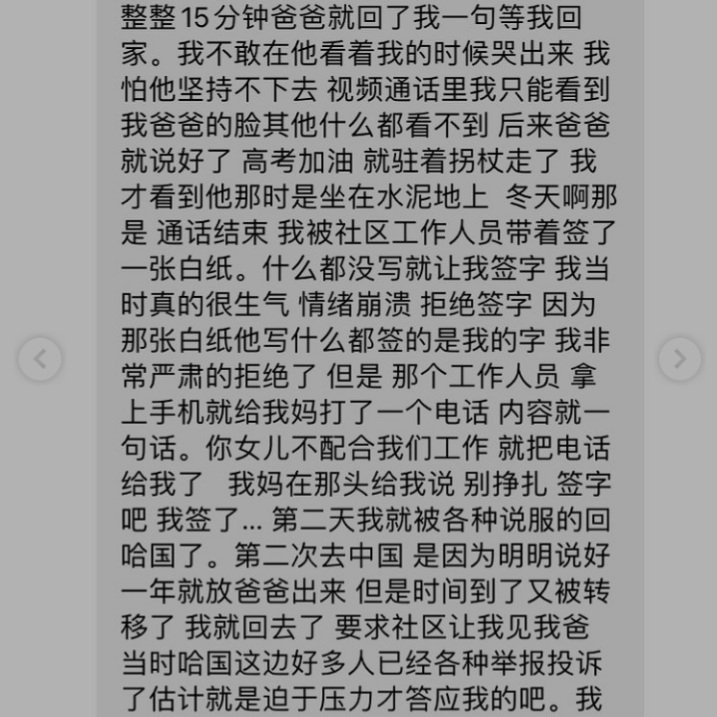 整整15分钟爸爸就回了我一句等我回
家。我不敢在他看着我的时候哭出来 我
怕他坚持不下去 视频通话里我只能看到
我爸爸的脸其他什么都看不到 后来爸爸
就说好了 高考加油 就驻着拐杖走了 我
才看到他那时是坐在水泥地上  冬天啊那
是 通话结束 我被社区工作人员带着签了
一张白纸。什么都没写就让我签字 我当
时真的很生气 情绪崩溃 拒绝签字 因为
那张白纸他写什么都签的是我的字 我非
常严肃的拒绝了 但是 那个工作人员 拿
上手机就给我妈打了一个电话 内容就一
句话。你女儿不配合我们工作 就把电话
给我了   我妈在那头给我说 别挣扎 签字
吧 我签了... 第二天我就被各种说服的回
哈国了。第二次去中国 是因为明明说好
一年就放爸爸出来 但是时间到了又被转
移了 我就回去了 要求社区让我见我爸
当时哈国这边好多人已经各种举报投诉
了估计就是迫于压力才答应我的吧。我